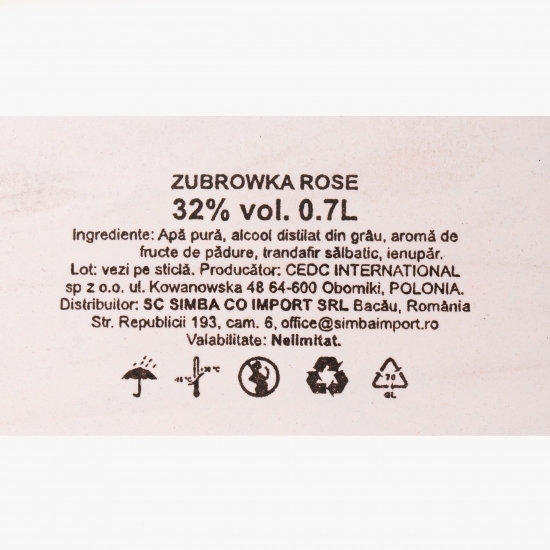 ZUBROWKA ROSE
32% vol. 0.7L
Ingrediente: Apă pură, alcool distilat din grâu, aromă de
fructe de pădure, trandafir sălbatic, ienupăr.
Lot: vezi pe sticlă. Producător: CEDC INTERNATIONAL
sp z o.o. ul. Kowanowska 48 64-600 Oborniki, POLONIA.
Distribuitor: SC SIMBA CO IMPORT SRL Bacău, România
Str. Republicii 193, cam. 6, office@simbaimport.ro
Valabilitate: Nelimitat.
70
GL